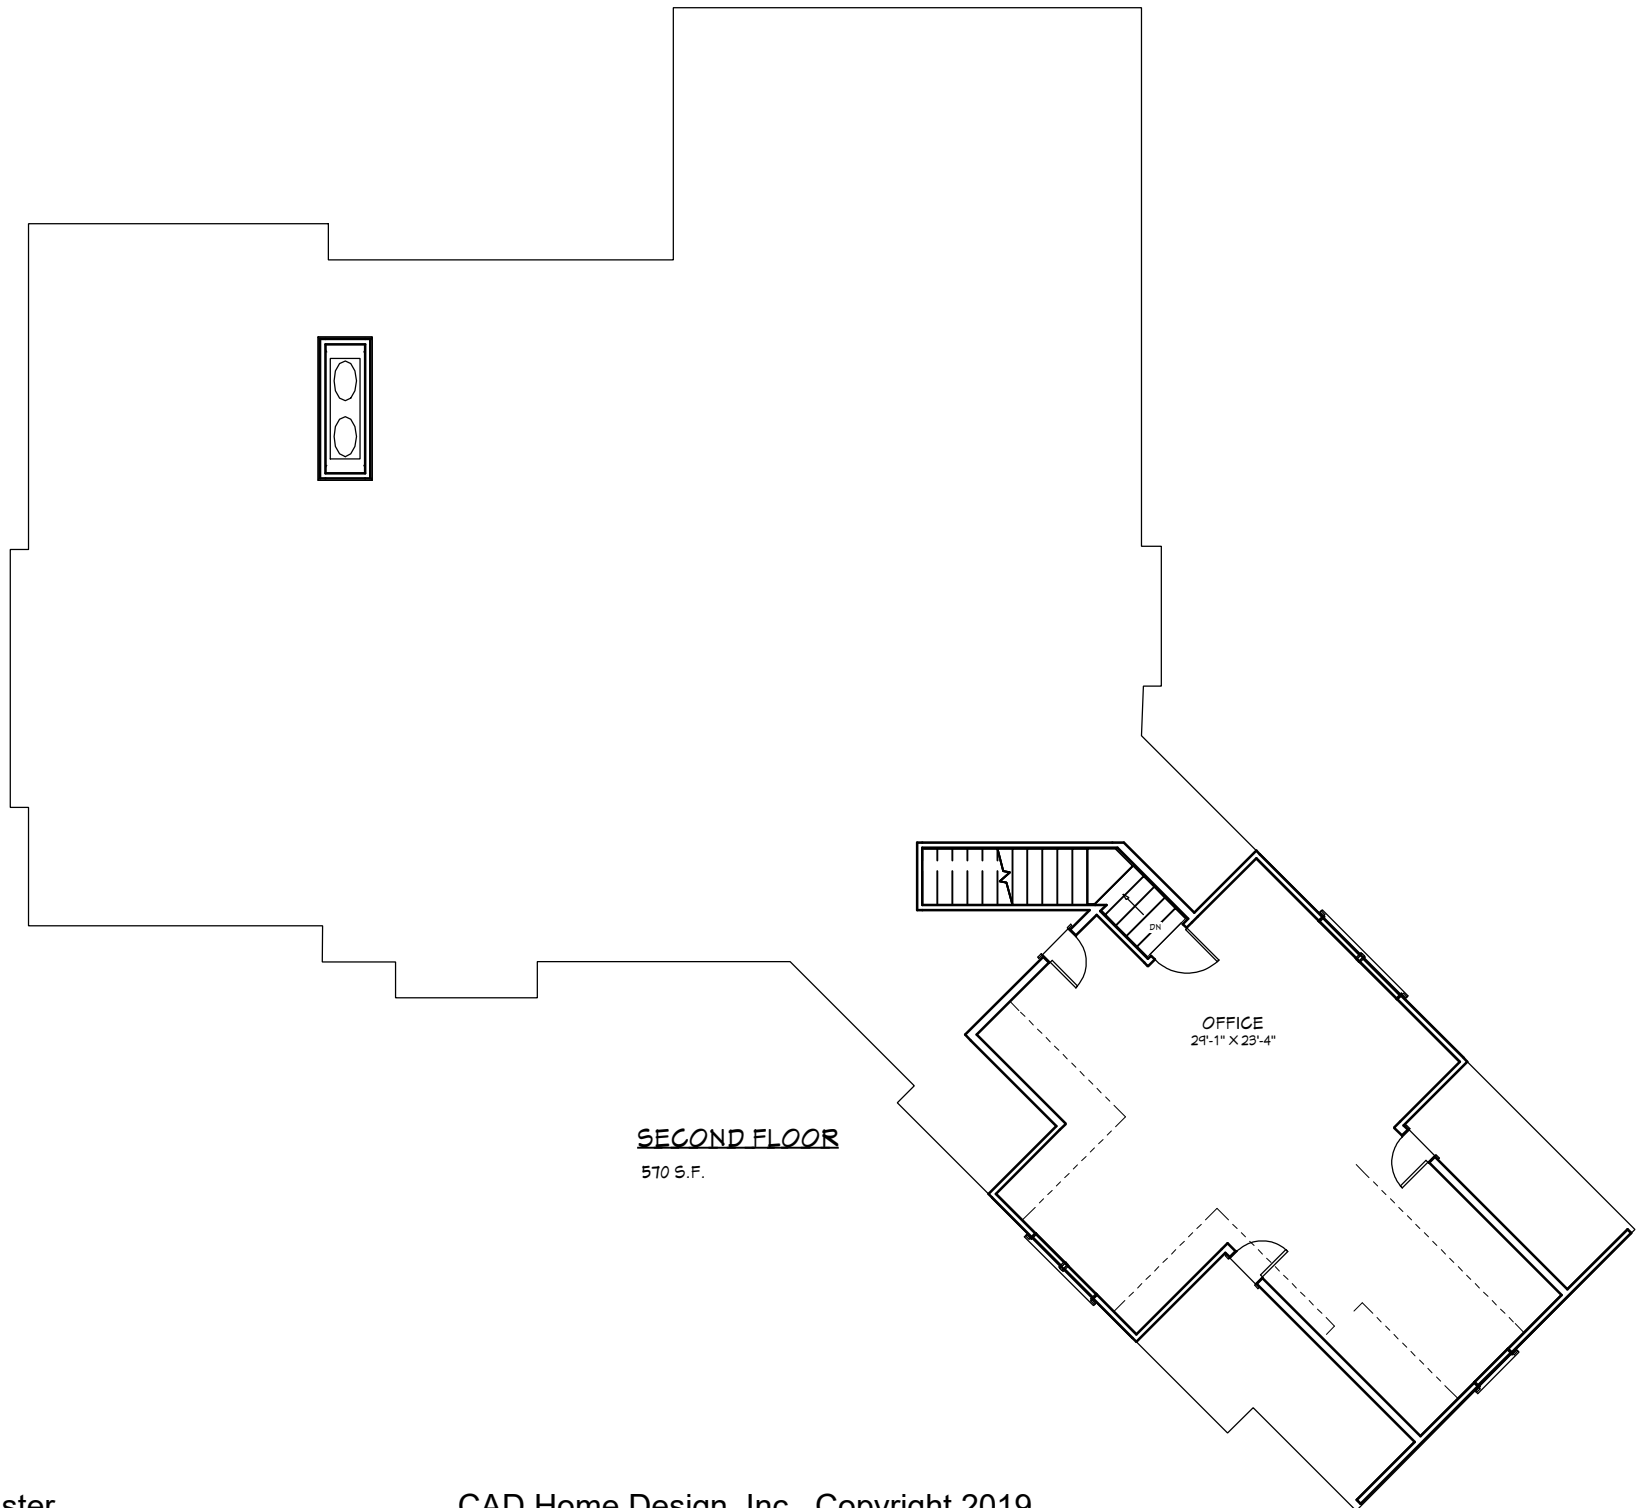 DN
OFFICE
29'-1" X 23'-4"
SECOND FLOOR
570 S.F.
CAD Home Design, Inc. Copyright 2019